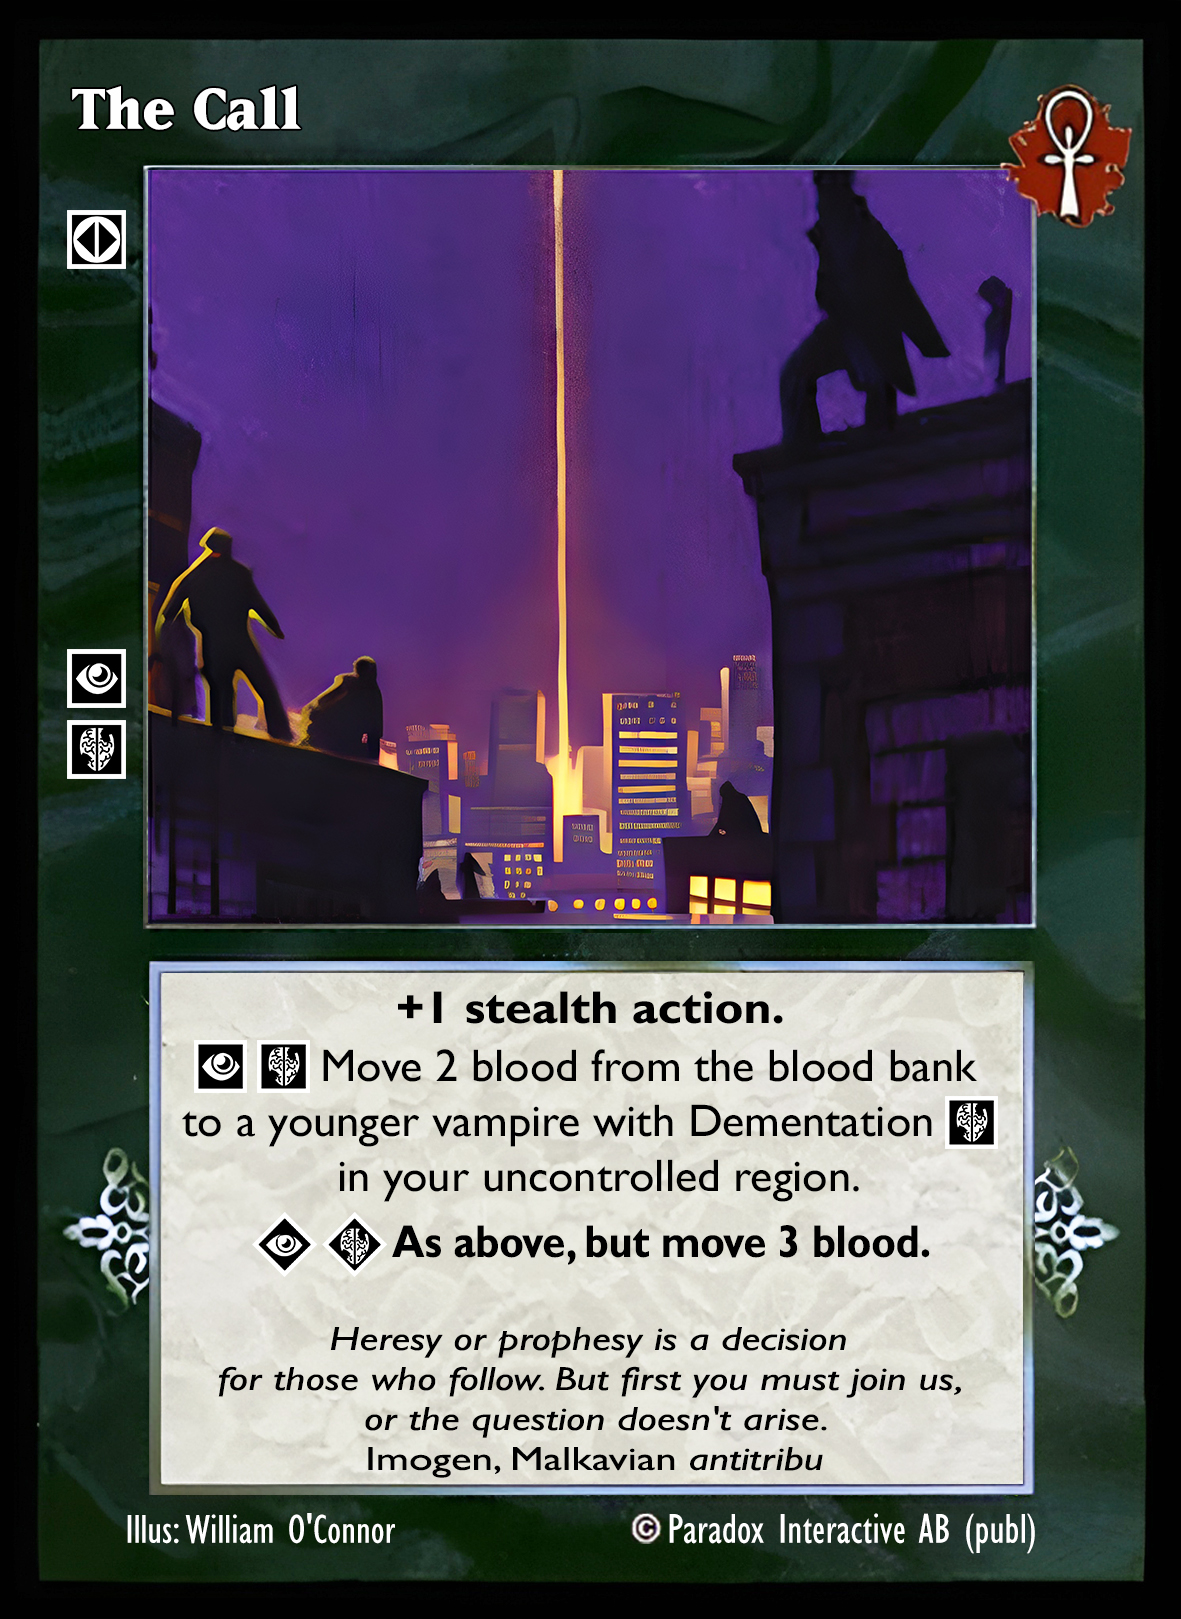 The Call
+1 stealth action.
Move 2 blood from the blood bank
to a younger vampire with Dementation
in your uncontrolled region.
As above, but move 3 blood.
Heresy or prophesy is a decision
for those who follow. But first you must join us,
or the question doesn't arise.
Imogen, Malkavian antitribu
Illus: William O'Connor
© Paradox Interactive AB (publ)